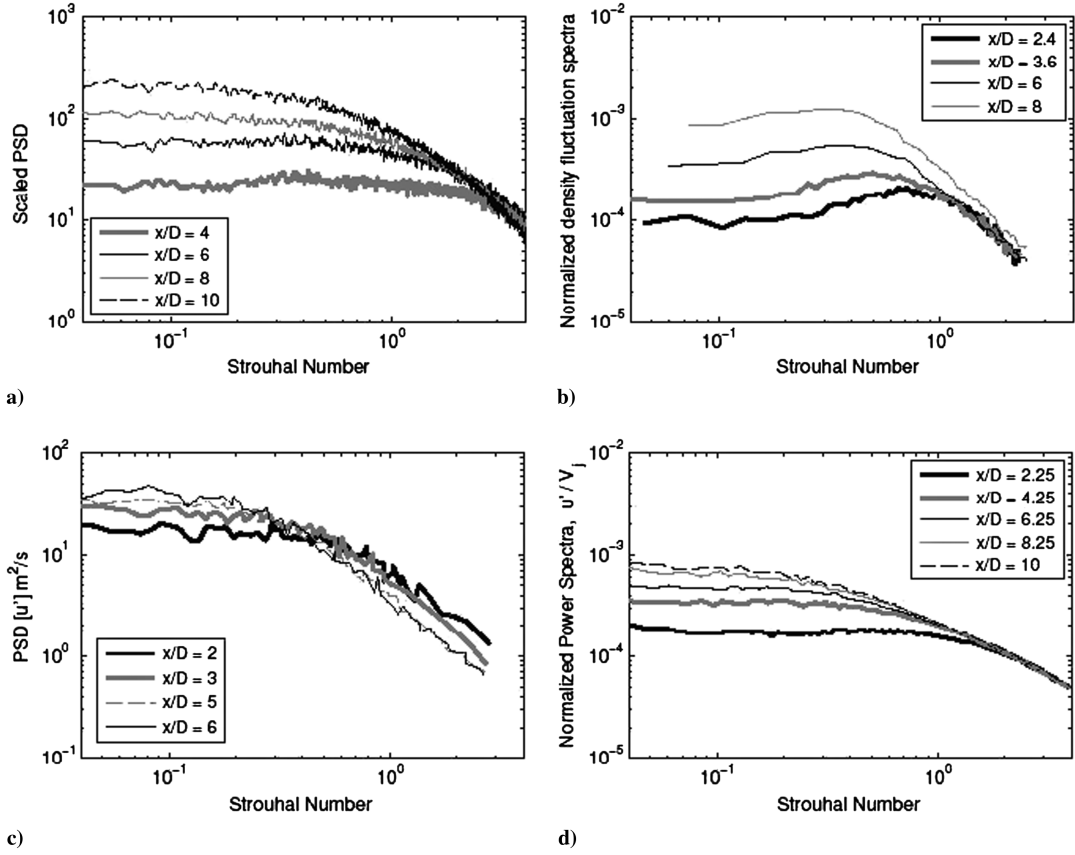 10^3
10^2
10^1
10^0
Scaled PSD
x/D = 4
x/D = 6
x/D = 8
x/D = 10
10^-1
10^0
Strouhal Number
a)
10^-2
10^-3
10^-4
10^-5
Normalized density fluctuation spectra
x/D = 2.4
x/D - 3.6
x/D = 6
x/D = 8
10^-1
10^0
Strouhal Number
b)
10^2
10^1
10^0
10^-1
PSD [u'] m^2/s
x/D = 2
x/D = 3
x/D = 5
x/D = 6
10^-1
10^0
Strouhal Number
c)
10^-2
10^-3
10^-4
10^-5
Normalized Power Spectra, u' / V_j
x/D = 2.25
x/D - 4.25
x/D = 6.25
x/D = 8.25
x/D = 10
10^-1
10^0
Strouhal Number
d)